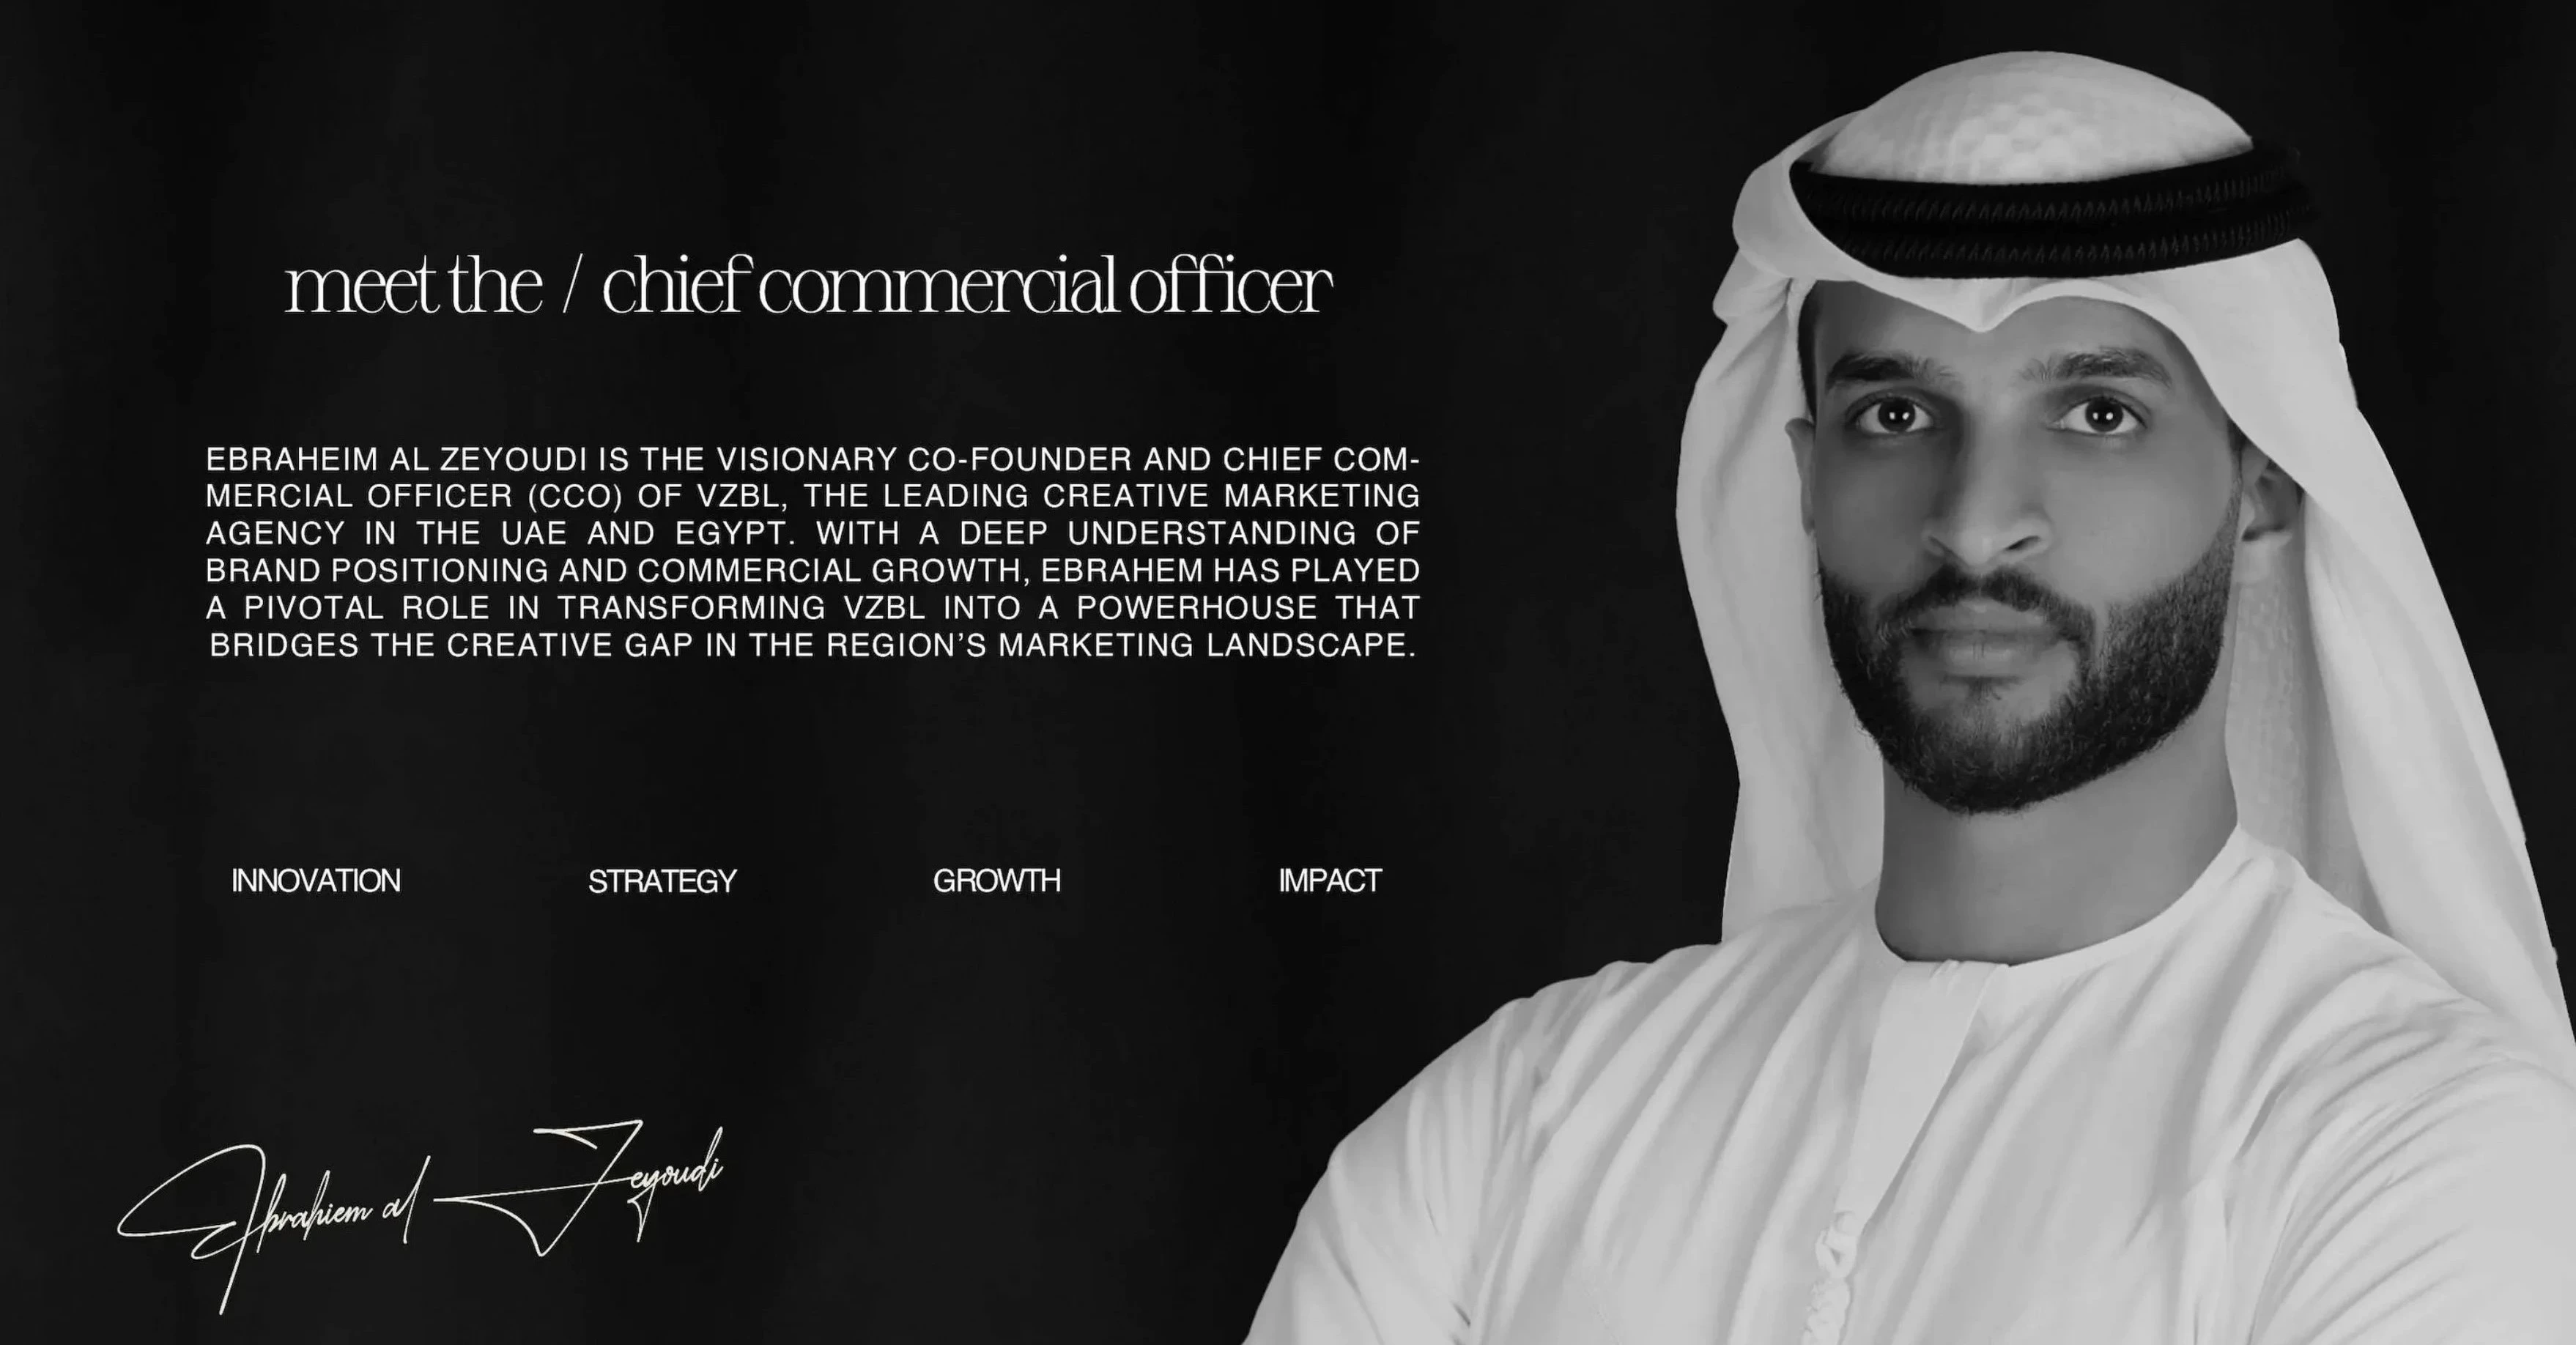 meet the / chief commercial officer
EBRAHEIM AL ZEYOUDI IS THE VISIONARY CO-FOUNDER AND CHIEF COM-
MERCIAL OFFICER (CCO) OF VZBL, THE LEADING CREATIVE MARKETING
AGENCY IN THE UAE AND EGYPT. WITH A DEEP UNDERSTANDING OF
BRAND POSITIONING AND COMMERCIAL GROWTH, EBRAHEM HAS PLAYED
A PIVOTAL ROLE IN TRANSFORMING VZBL INTO A POWERHOUSE THAT
BRIDGES THE CREATIVE GAP IN THE REGION’S MARKETING LANDSCAPE.
INNOVATION STRATEGY GROWTH IMPACT
Ebrahiem al Zeyoudi